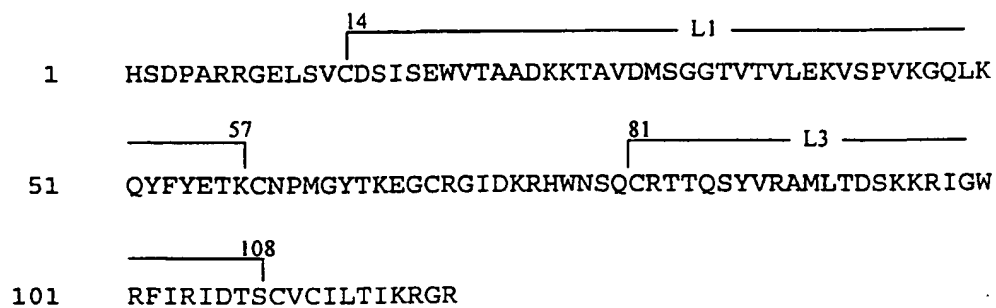 14 L1
1 HSDPARRGELSVCDSISEWVTAADKKTAVDMSGGTVTVLEKVSPVKGQLK
57 81 L3
51 QYFYETKCNPMGYTKEGCRGIDKRHWNSQCRTTQSYVRAMLTDSKKRIGW
108
101 RFIRIDTSCVCILTIKRGR